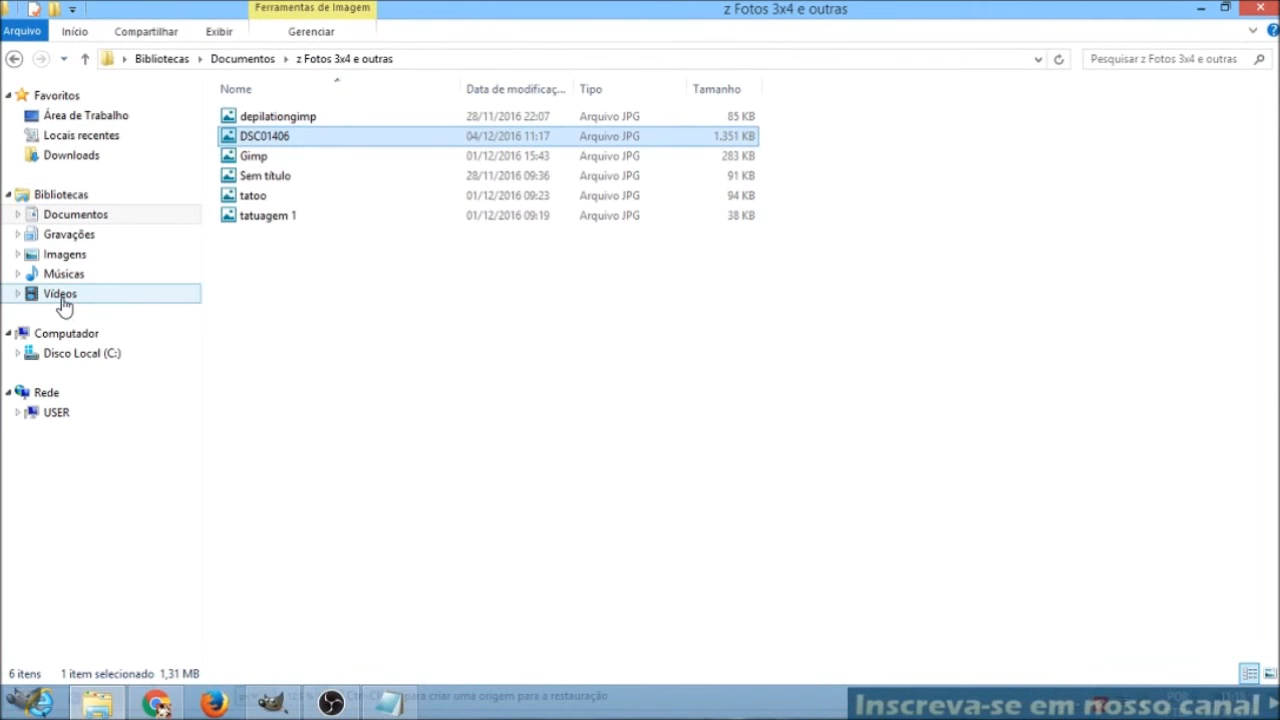 Ferramentas de Imagem
z Fotos 3x4 e outras
Arquivo
Início
Compartilhar
Exibir
Gerenciar
Bibliotecas
Documentos
z Fotos 3x4 e outras
Pesquisar z Fotos 3x4 e outras
Favoritos
Área de Trabalho
Locais recentes
Downloads
Bibliotecas
Documentos
Gravações
Imagens
Músicas
Vídeos
Computador
Disco Local (C:)
Rede
USER
Nome Data de modificaç... Tipo Tamanho
depilationgimp 28/11/2016 22:07 Arquivo JPG 85 KB
DSC01406 04/12/2016 11:17 Arquivo JPG 1.351 KB
Gimp 01/12/2016 15:43 Arquivo JPG 283 KB
Sem título 28/11/2016 09:36 Arquivo JPG 91 KB
tatoo 01/12/2016 09:23 Arquivo JPG 94 KB
tatuagem 1 01/12/2016 09:19 Arquivo JPG 38 KB
6 itens 1 item selecionado 1,31 MB
para criar uma origem para a restauração
POR
Inscreva-se em nosso canal